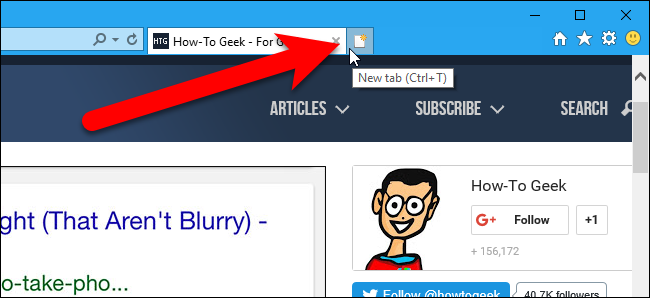 HTG How-To Geek - For G
New tab (Ctrl+T)
ARTICLES SUBSCRIBE SEARCH
How-To Geek
G+ Follow +1
+ 156,172
ght (That Aren't Blurry) -
o-take-pho...
Follow @howtogeek 40.7K followers